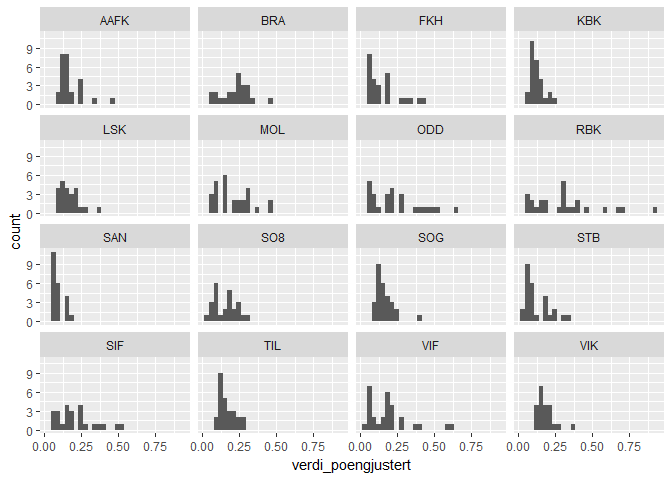 AAFK BRA FKH KBK
9
6
3
0
LSK MOL ODD RBK
9
6
3
0
SAN SO8 SOG STB
9
6
3
0
SIF TIL VIF VIK
9
6
3
0
0.00 0.25 0.50 0.75 0.00 0.25 0.50 0.75 0.00 0.25 0.50 0.75 0.00 0.25 0.50 0.75
count
verdi_poengjustert